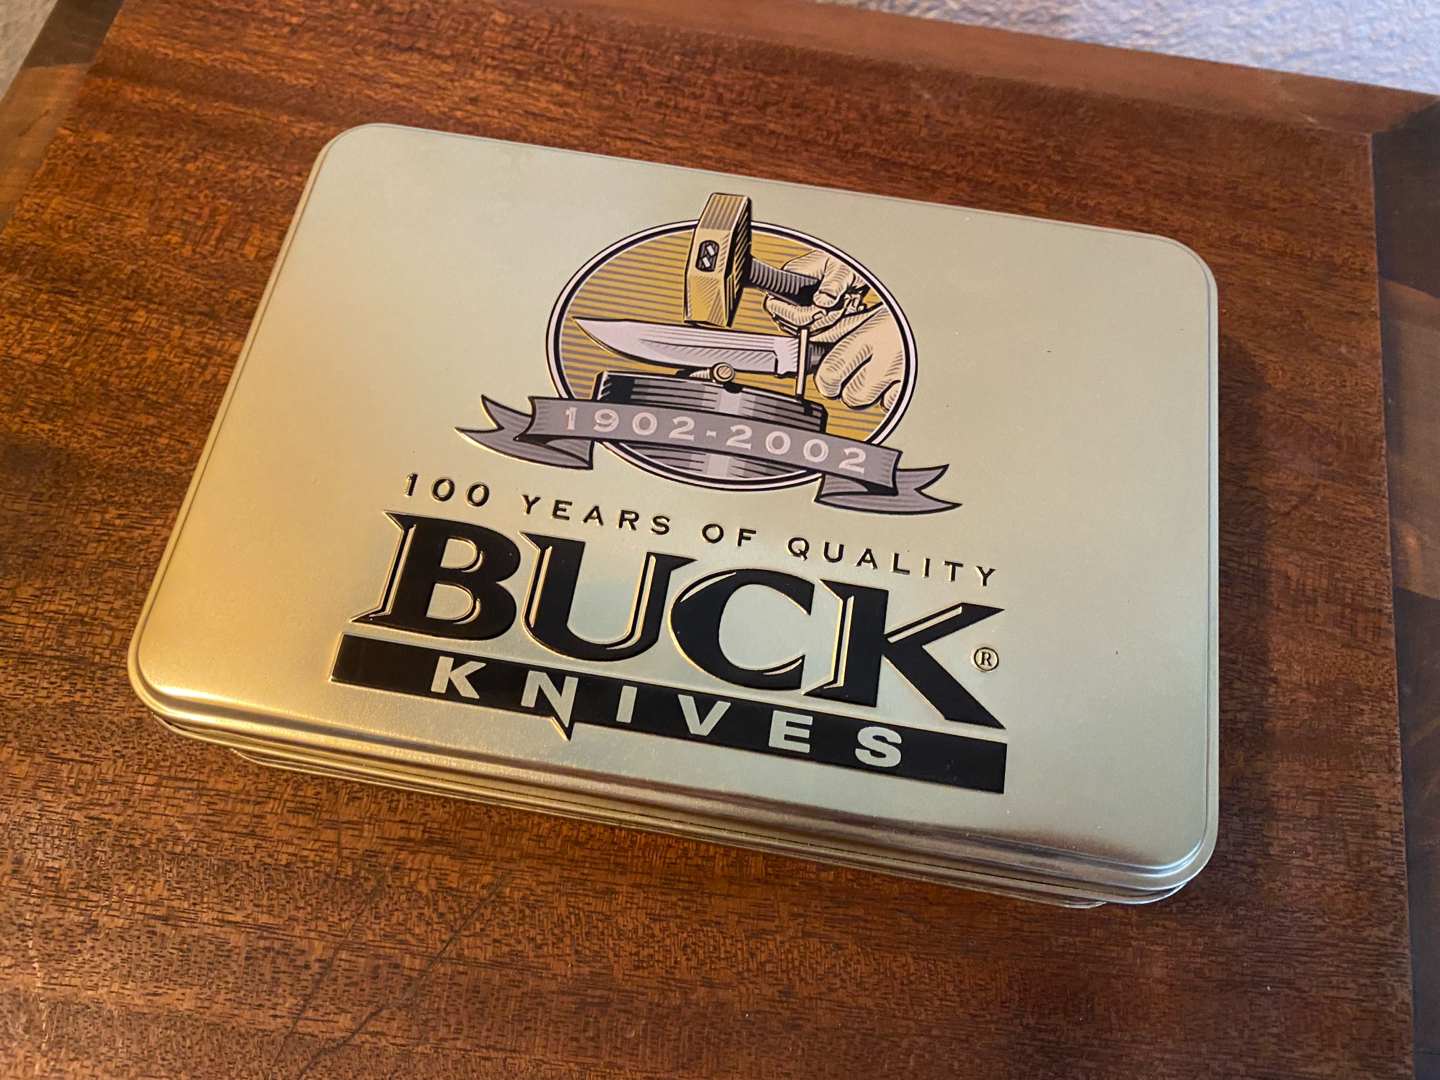 1902-2002
100 YEARS OF QUALITY
BUCK®
KNIVES